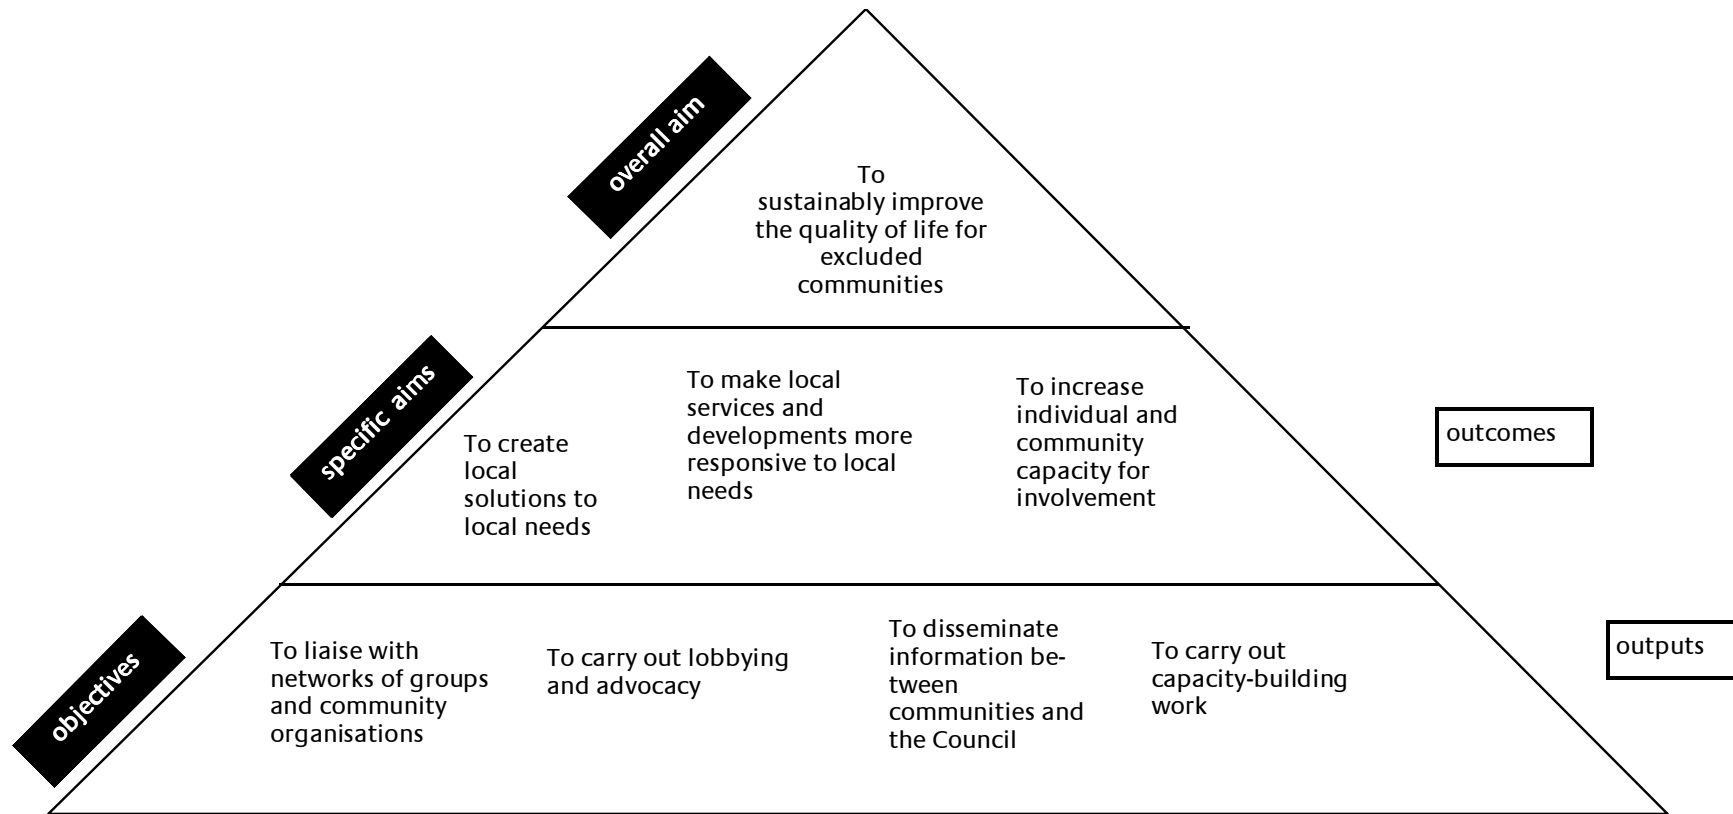 overall aim
To
sustainably improve
the quality of life for
excluded
communities
specific aims
To create
local
solutions to
local needs
To make local
services and
developments more
responsive to local
needs
To increase
individual and
community
capacity for
involvement
outcomes
objectives
To liaise with
networks of groups
and community
organisations
To carry out lobbying
and advocacy
To disseminate
information be-
tween
communities and
the Council
To carry out
capacity-building
work
outputs